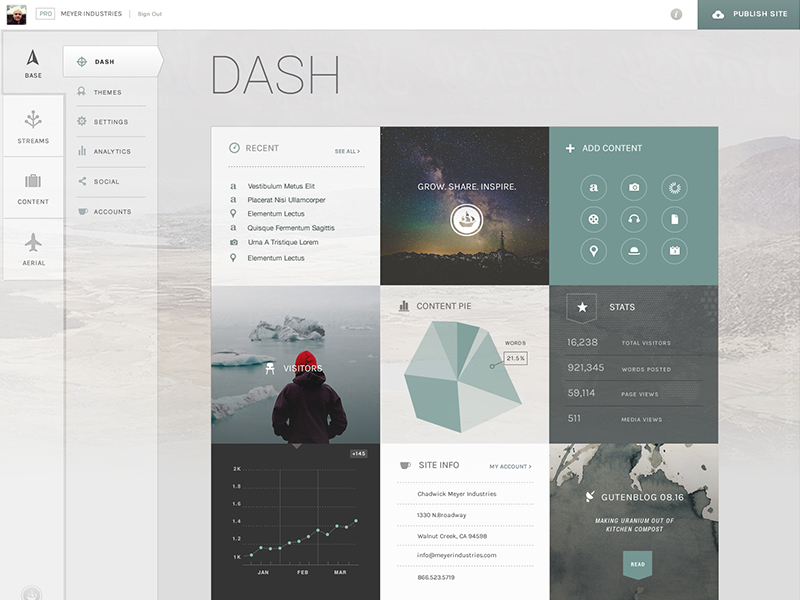 PRO MEYER INDUSTRIES Sign Out
PUBLISH SITE
BASE
STREAMS
CONTENT
AERIAL
DASH
THEMES
SETTINGS
ANALYTICS
SOCIAL
ACCOUNTS
DASH
RECENT SEE ALL >
Vestibulum Metus Elit
Placerat Nisi Ullamcorper
Elementum Lectus
Quisque Fermentum Sagittis
Urna A Tristique Lorem
Elementum Lectus
GROW. SHARE. INSPIRE.
ADD CONTENT
VISITORS
CONTENT PIE
WORDS
21.5%
STATS
16,238 TOTAL VISITORS
921,345 WORDS POSTED
59,114 PAGE VIEWS
511 MEDIA VIEWS
+145
2K
1.8
1.6
1.4
1.2
1K
JAN FEB MAR
SITE INFO MY ACCOUNT >
Chadwick Meyer Industries
1330 N.Broadway
Walnut Creek, CA 94598
info@meyerindustries.com
866.523.5719
GUTENBLOG 08.16
MAKING URANIUM OUT OF
KITCHEN COMPOST
READ